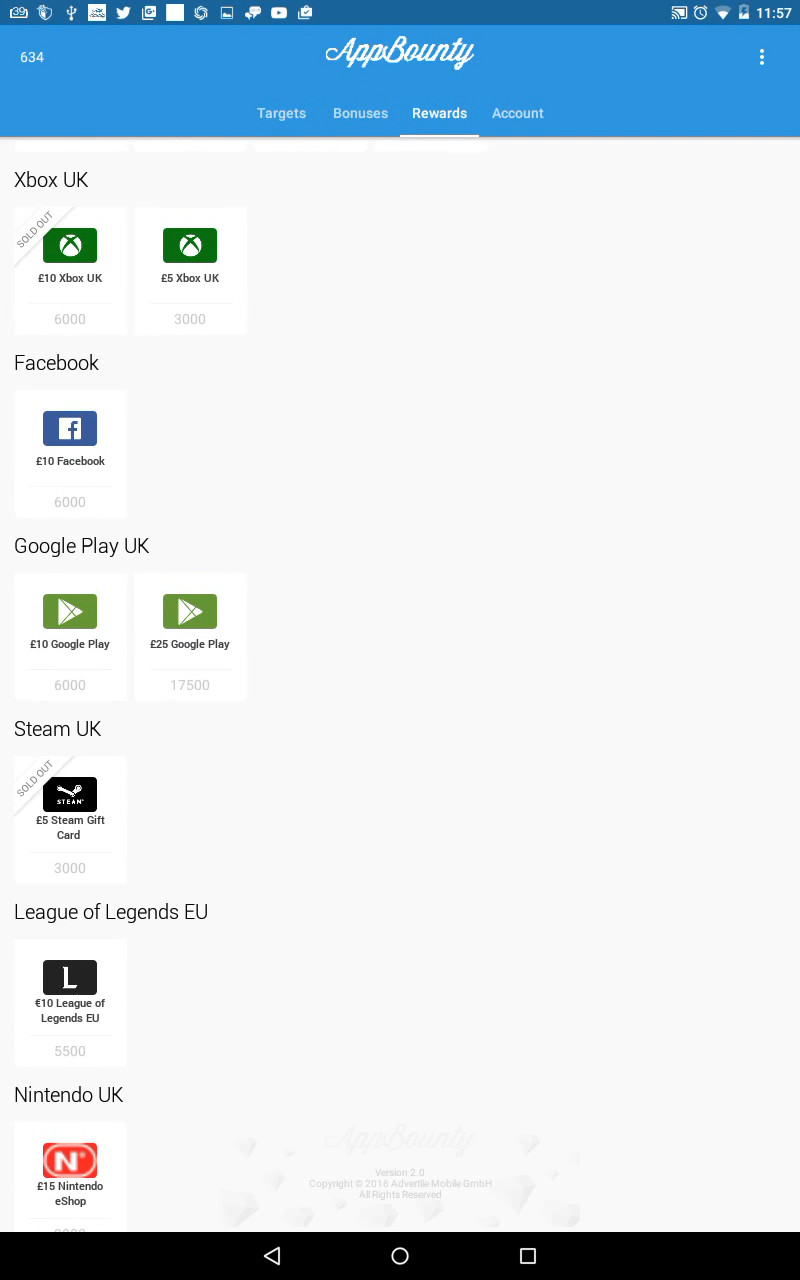 39
11:57
634
AppBounty
Targets
Bonuses
Rewards
Account
Xbox UK
SOLD OUT
£10 Xbox UK
£5 Xbox UK
6000
3000
Facebook
£10 Facebook
6000
Google Play UK
£10 Google Play
£25 Google Play
6000
17500
Steam UK
SOLD OUT
STEAM
£5 Steam Gift
Card
3000
League of Legends EU
L
€10 League of
Legends EU
5500
Nintendo UK
N
£15 Nintendo
eShop
AppBounty
Version 2.0
Copyright © 2016 Advertile Mobile GmbH
All Rights Reserved